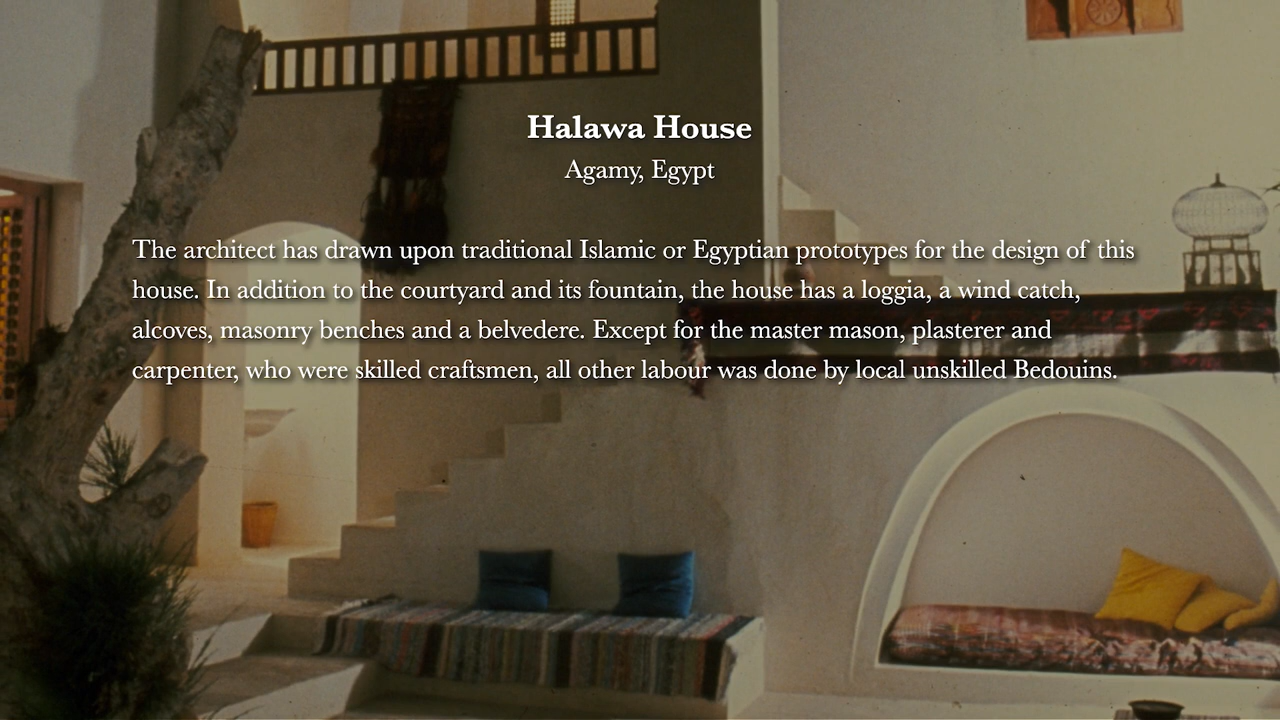 Halawa House
Agamy, Egypt
The architect has drawn upon traditional Islamic or Egyptian prototypes for the design of this
house. In addition to the courtyard and its fountain, the house has a loggia, a wind catch,
alcoves, masonry benches and a belvedere. Except for the master mason, plasterer and
carpenter, who were skilled craftsmen, all other labour was done by local unskilled Bedouins.